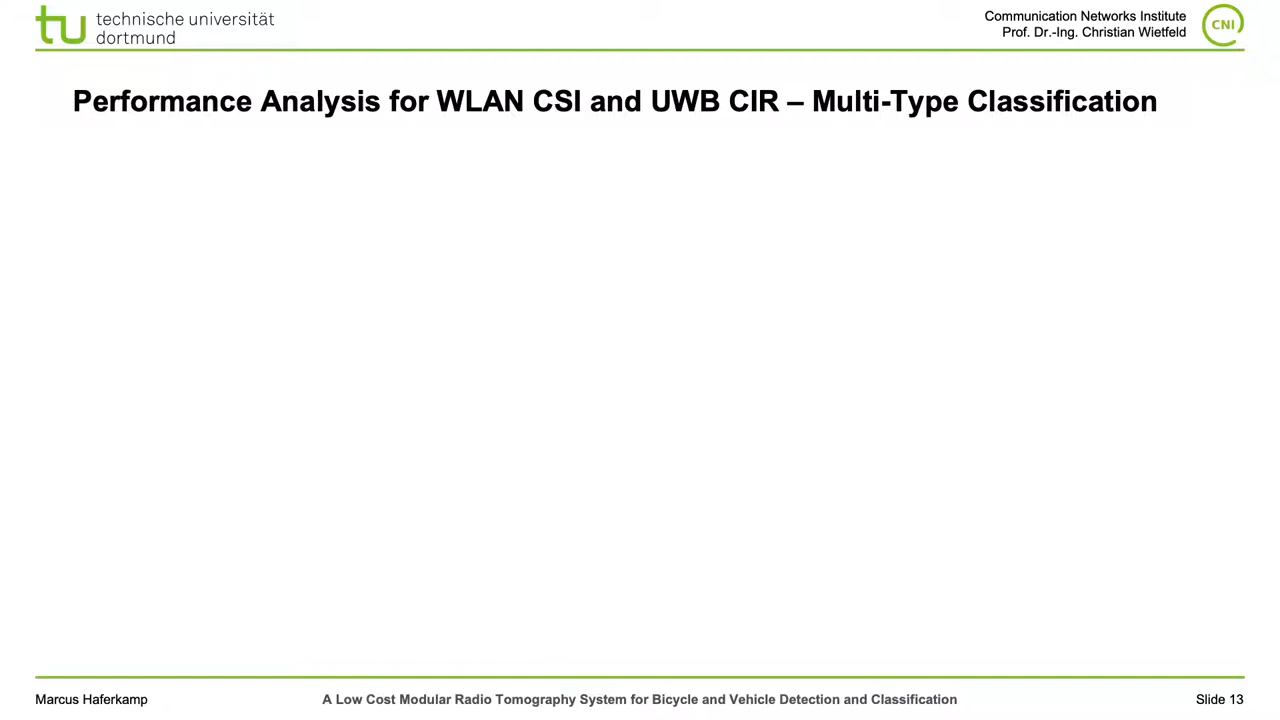 technische universität
dortmund
Communication Networks Institute
Prof. Dr.-Ing. Christian Wietfeld
CNI
Performance Analysis for WLAN CSI and UWB CIR – Multi-Type Classification
Marcus Haferkamp
A Low Cost Modular Radio Tomography System for Bicycle and Vehicle Detection and Classification
Slide 13